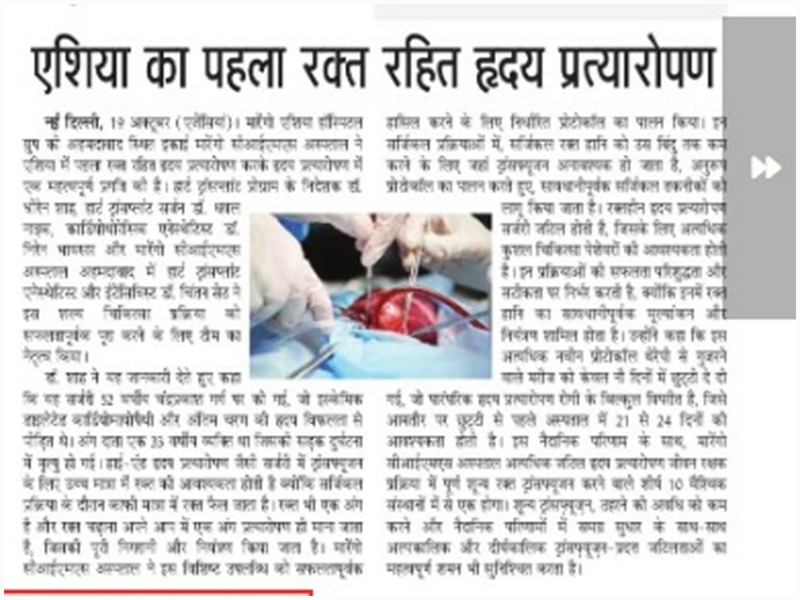 एशिया का पहला रक्त रहित हृदय प्रत्यारोपण
नई दिल्ली, 19 अक्टूबर (एजेंसियां)। मारेंगो एशिया हॉस्पिटल
ग्रुप की अहमदाबाद स्थित इकाई मारेंगो सीआईएमएस अस्पताल ने
एशिया में पहला रक्त रहित हृदय प्रत्यारोपण करके हृदय प्रत्यारोपण में
एक महत्वपूर्ण प्रगति की है। हार्ट ट्रांसप्लांट प्रोग्राम के निदेशक डॉ.
धीरेन शाह, हार्ट ट्रांसप्लांट सर्जन डॉ. धवल
नाइक, कार्डियोथोरेसिक एनेस्थेटिस्ट डॉ.
निरेन भावसार और मारेंगो सीआईएमएस
अस्पताल अहमदाबाद में हार्ट ट्रांसप्लांट
एनेस्थेटिस्ट और इंटेंसिविस्ट डॉ. चिंतन सेठ ने
इस शल्य चिकित्सा प्रक्रिया को
सफलतापूर्वक पूरा करने के लिए टीम का
नेतृत्व किया।
डॉ. शाह ने यह जानकारी देते हुए कहा
कि यह सर्जरी 52 वर्षीय चंद्रप्रकाश गर्ग पर की गई, जो इस्केमिक
डाइलेटेड कार्डियोमायोपैथी और अंतिम चरण की हृदय विफलता से
पीड़ित थे। अंग दाता एक 33 वर्षीय व्यक्ति था जिसकी सड़क दुर्घटना
में मृत्यु हो गई। हाई-एंड हृदय प्रत्यारोपण जैसी सर्जरी में ट्रांसफ्यूजन
के लिए उच्च मात्रा में रक्त की आवश्यकता होती है क्योंकि सर्जिकल
प्रक्रिया के दौरान काफी मात्रा में रक्त फैल जाता है। रक्त भी एक अंग
है और रक्त चढ़ाना अपने आप में एक अंग प्रत्यारोपण ही माना जाता
है, जिसकी पूरी निगरानी और नियंत्रण किया जाता है। मारेंगो
सीआईएमएस अस्पताल ने इस विशिष्ट उपलब्धि को सफलतापूर्वक
हासिल करने के लिए निर्धारित प्रोटोकॉल का पालन किया। इन
सर्जिकल प्रक्रियाओं में, सर्जिकल रक्त हानि को उस बिंदु तक कम
करने के लिए जहां ट्रांसफ्यूजन अनावश्यक हो जाता है, अनुरूप
प्रोटोकॉल का पालन करते हुए, सावधानीपूर्वक सर्जिकल तकनीकों को
लागू किया जाता है। रक्तहीन हृदय प्रत्यारोपण
सर्जरी जटिल होती है, जिसके लिए अत्यधिक
कुशल चिकित्सा पेशेवरों की आवश्यकता होती
है। इन प्रक्रियाओं की सफलता परिशुद्धता और
सटीकता पर निर्भर करती है, क्योंकि इनमें रक्त
हानि का सावधानीपूर्वक मूल्यांकन और
नियंत्रण शामिल होता है। उन्होंने कहा कि इस
अत्यधिक नवीन प्रोटोकॉल थेरेपी से गुजरने
वाले मरीज को केवल नौ दिनों में छुट्टी दे दी
गई, जो पारंपरिक हृदय प्रत्यारोपण रोगी के बिल्कुल विपरीत है, जिसे
आमतौर पर छुट्टी से पहले अस्पताल में 21 से 24 दिनों की
आवश्यकता होती है। इस नैदानिक परिणाम के साथ, मारेंगो
सीआईएमएस अस्पताल अत्यधिक जटिल हृदय प्रत्यारोपण जीवन रक्षक
प्रक्रिया में पूर्ण शून्य रक्त ट्रांसफ्यूजन करने वाले शीर्ष 10 वैश्विक
संस्थानों में से एक होगा। शून्य ट्रांसफ्यूजन, ठहरने की अवधि को कम
करने और नैदानिक परिणामों में समग्र सुधार के साथ-साथ
अल्पकालिक और दीर्घकालिक ट्रांसफ्यूजन-प्रदत्त जटिलताओं का
महत्वपूर्ण शमन भी सुनिश्चित करता है।